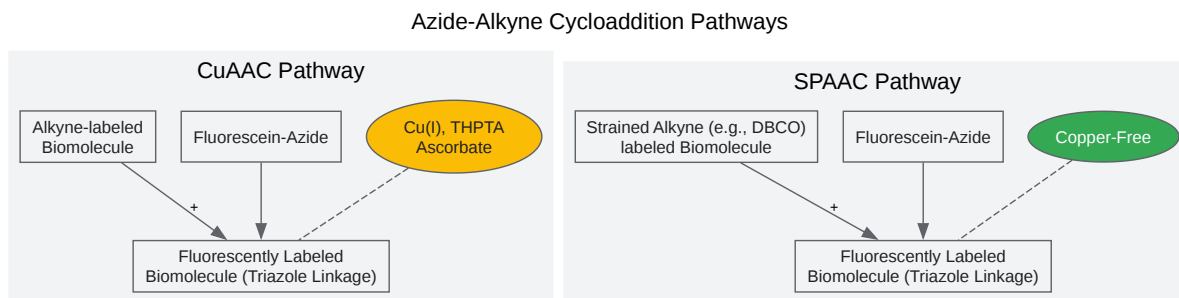 Azide-Alkyne Cycloaddition Pathways
CuAAC Pathway
Alkyne-labeled
Biomolecule
Fluorescein-Azide
Cu(I), THPTA
Ascorbate
+
Fluorescently Labeled
Biomolecule (Triazole Linkage)
SPAAC Pathway
Strained Alkyne (e.g., DBCO)
labeled Biomolecule
Fluorescein-Azide
Copper-Free
+
Fluorescently Labeled
Biomolecule (Triazole Linkage)